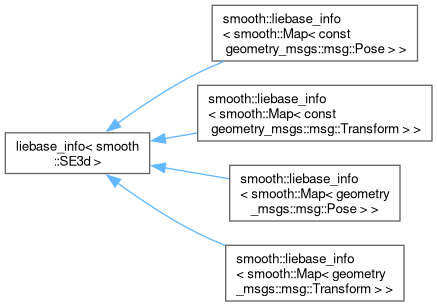 smooth::liebase_info
< smooth::Map< const
geometry_msgs::msg::Pose > >
smooth::liebase_info
< smooth::Map< const
geometry_msgs::msg::Transform > >
liebase_info< smooth
::SE3d >
smooth::liebase_info
< smooth::Map< geometry
_msgs::msg::Pose > >
smooth::liebase_info
< smooth::Map< geometry
_msgs::msg::Transform > >